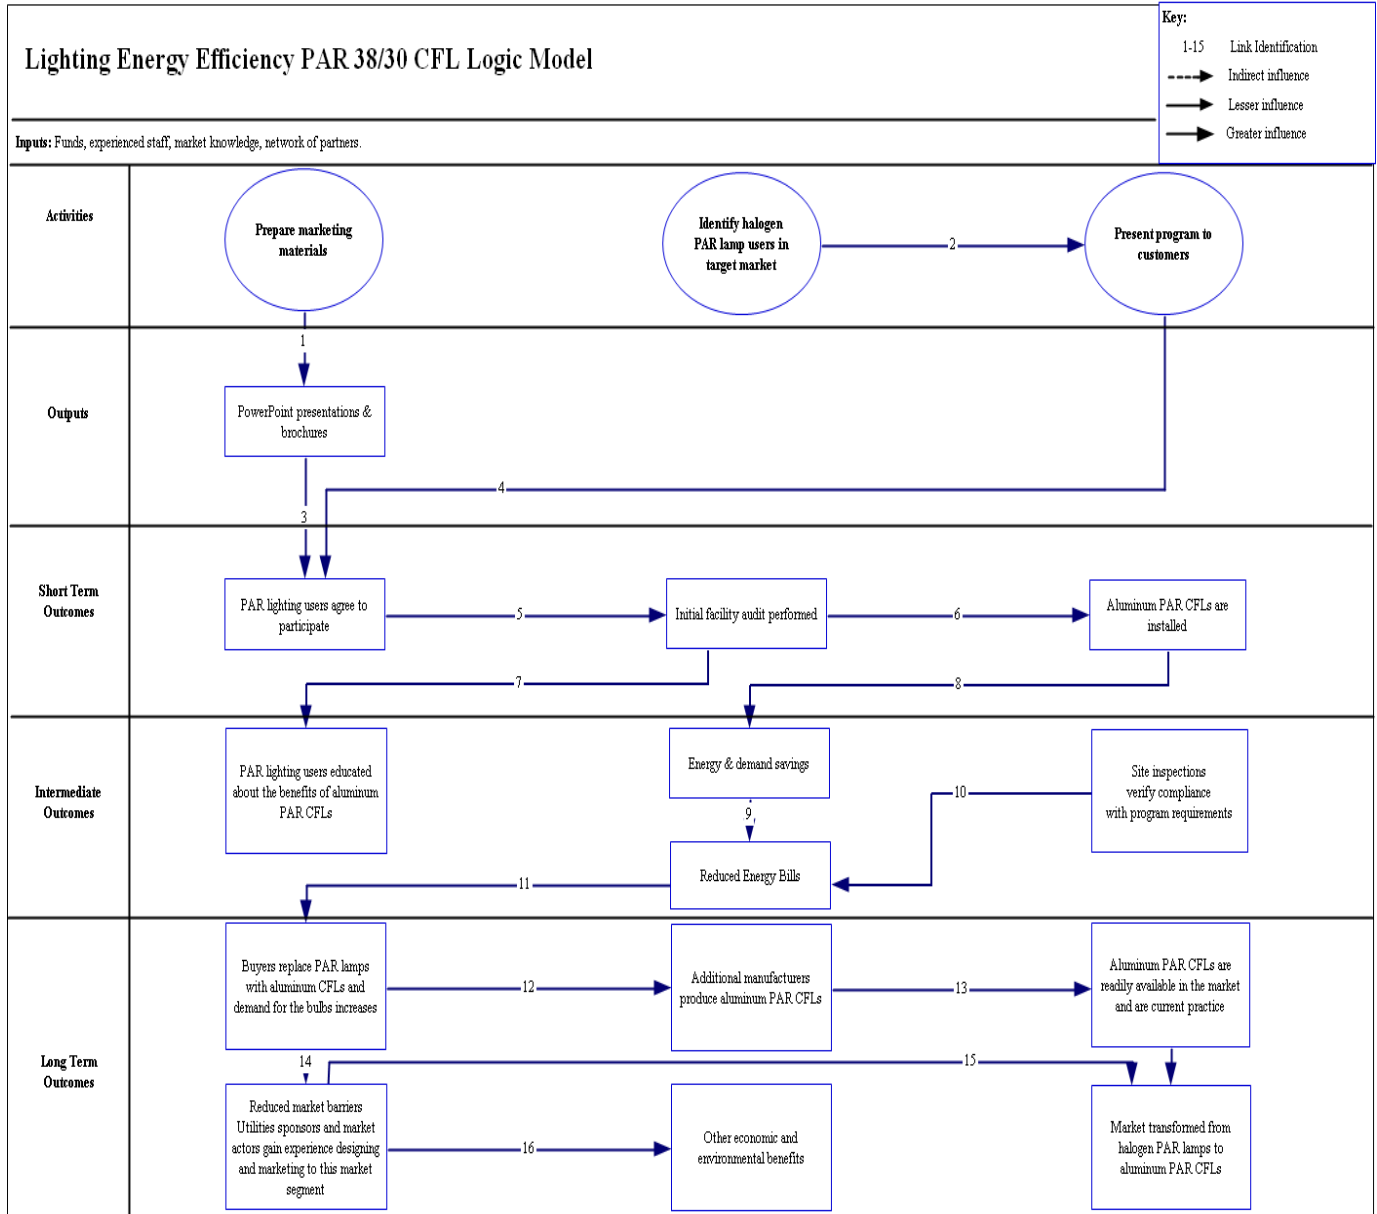 Lighting Energy Efficiency PAR 38/30 CFL Logic Model
Key:
1-15 Link Identification
Indirect influence
Lesser influence
Greater influence
Inputs: Funds, experienced staff, market knowledge, network of partners.
Activities
Prepare marketing
materials
Identify halogen
PAR lamp users in
target market
2
Present program to
customers
1
Outputs
PowerPoint presentations &
brochures
4
3
Short Term
Outcomes
PAR lighting users agree to
participate
5
Initial facility audit performed
6
Aluminum PAR CFLs are
installed
7
8
Intermediate
Outcomes
PAR lighting users educated
about the benefits of aluminum
PAR CFLs
Energy & demand savings
9
Reduced Energy Bills
10
Site inspections
verify compliance
with program requirements
11
Long Term
Outcomes
Buyers replace PAR lamps
with aluminum CFLs and
demand for the bulbs increases
12
Additional manufacturers
produce aluminum PAR CFLs
13
Aluminum PAR CFLs are
readily available in the market
and are current practice
14
15
Reduced market barriers
Utilities sponsors and market
actors gain experience designing
and marketing to this market
segment
16
Other economic and
environmental benefits
Market transformed from
halogen PAR lamps to
aluminum PAR CFLs